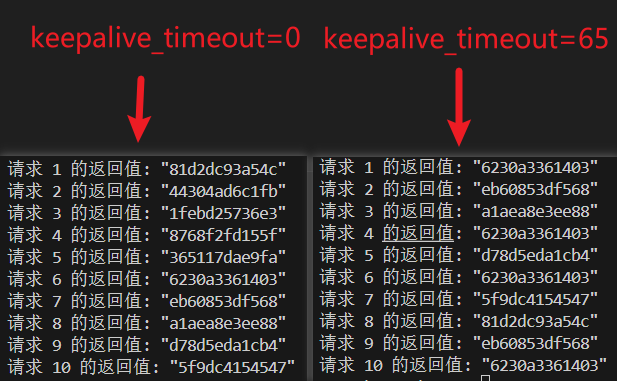 keepalive_timeout=0
请求 1 的返回值: "81d2dc93a54c"
请求 2 的返回值: "44304ad6c1fb"
请求 3 的返回值: "1febd25736e3"
请求 4 的返回值: "8768f2fd155f"
请求 5 的返回值: "365117dae9fa"
请求 6 的返回值: "6230a3361403"
请求 7 的返回值: "eb60853df568"
请求 8 的返回值: "a1aea8e3ee88"
请求 9 的返回值: "d78d5eda1cb4"
请求 10 的返回值: "5f9dc4154547"
keepalive_timeout=65
请求 1 的返回值: "6230a3361403"
请求 2 的返回值: "eb60853df568"
请求 3 的返回值: "a1aea8e3ee88"
请求 4 的返回值: "6230a3361403"
请求 5 的返回值: "d78d5eda1cb4"
请求 6 的返回值: "6230a3361403"
请求 7 的返回值: "5f9dc4154547"
请求 8 的返回值: "81d2dc93a54c"
请求 9 的返回值: "eb60853df568"
请求 10 的返回值: "6230a3361403"